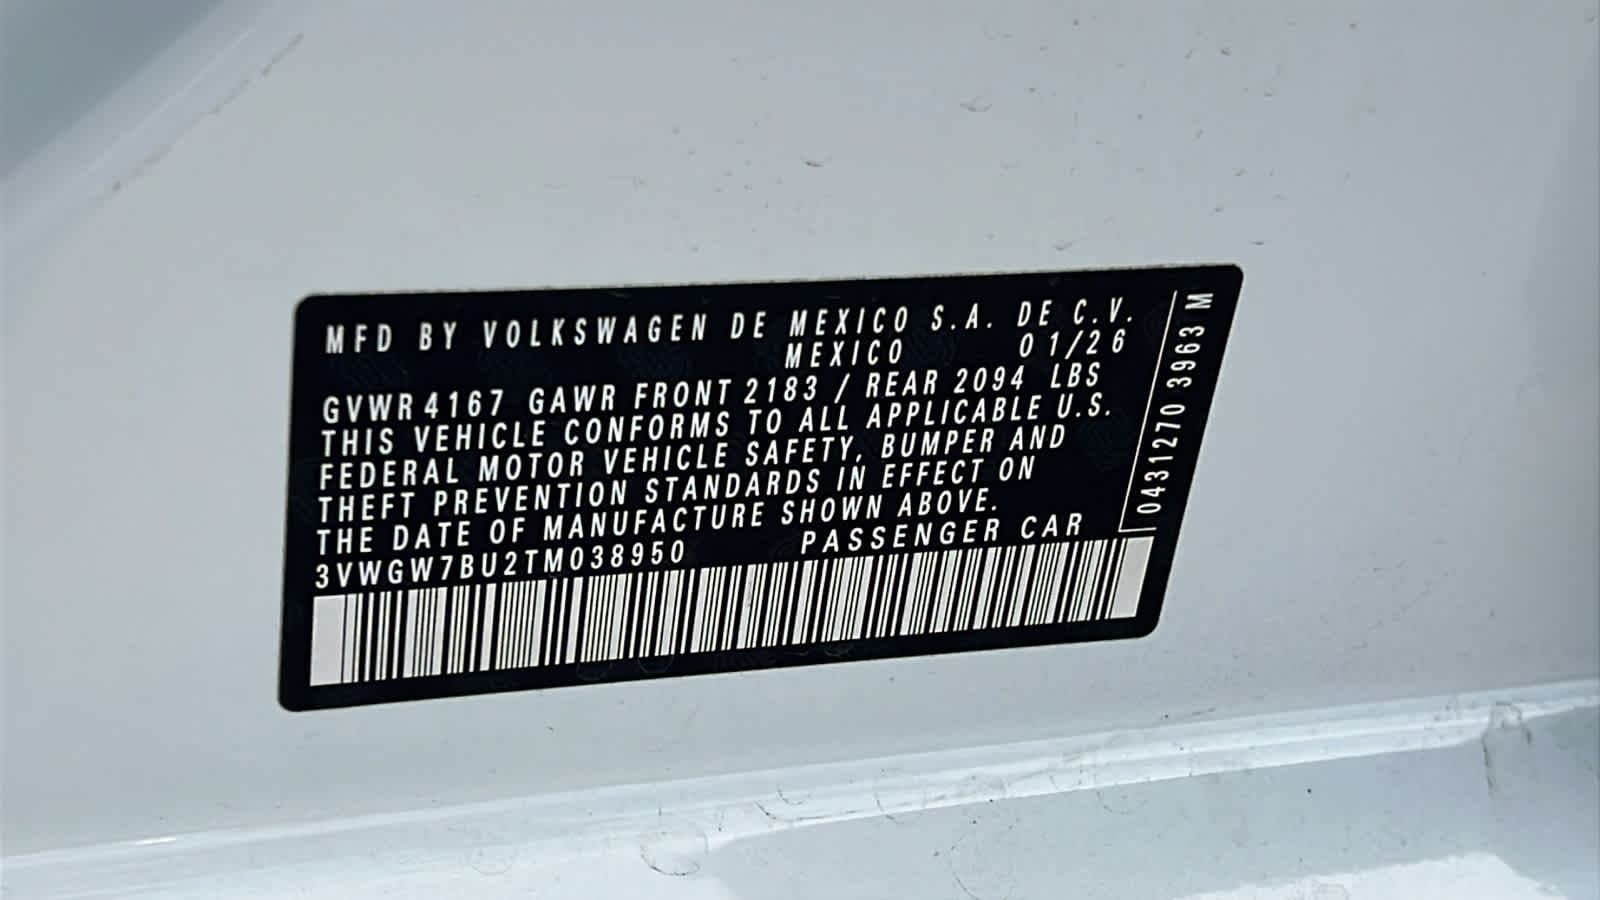 MFD BY VOLKSWAGEN DE MEXICO S.A. DE C.V.
MEXICO 01/26
GVWR 4167 GAWR FRONT 2183 / REAR 2094 LBS
THIS VEHICLE CONFORMS TO ALL APPLICABLE U.S.
FEDERAL MOTOR VEHICLE SAFETY, BUMPER AND
THEFT PREVENTION STANDARDS IN EFFECT ON
THE DATE OF MANUFACTURE SHOWN ABOVE.
3VWGW7BU2TM038950 PASSENGER CAR
0431270 3963 M